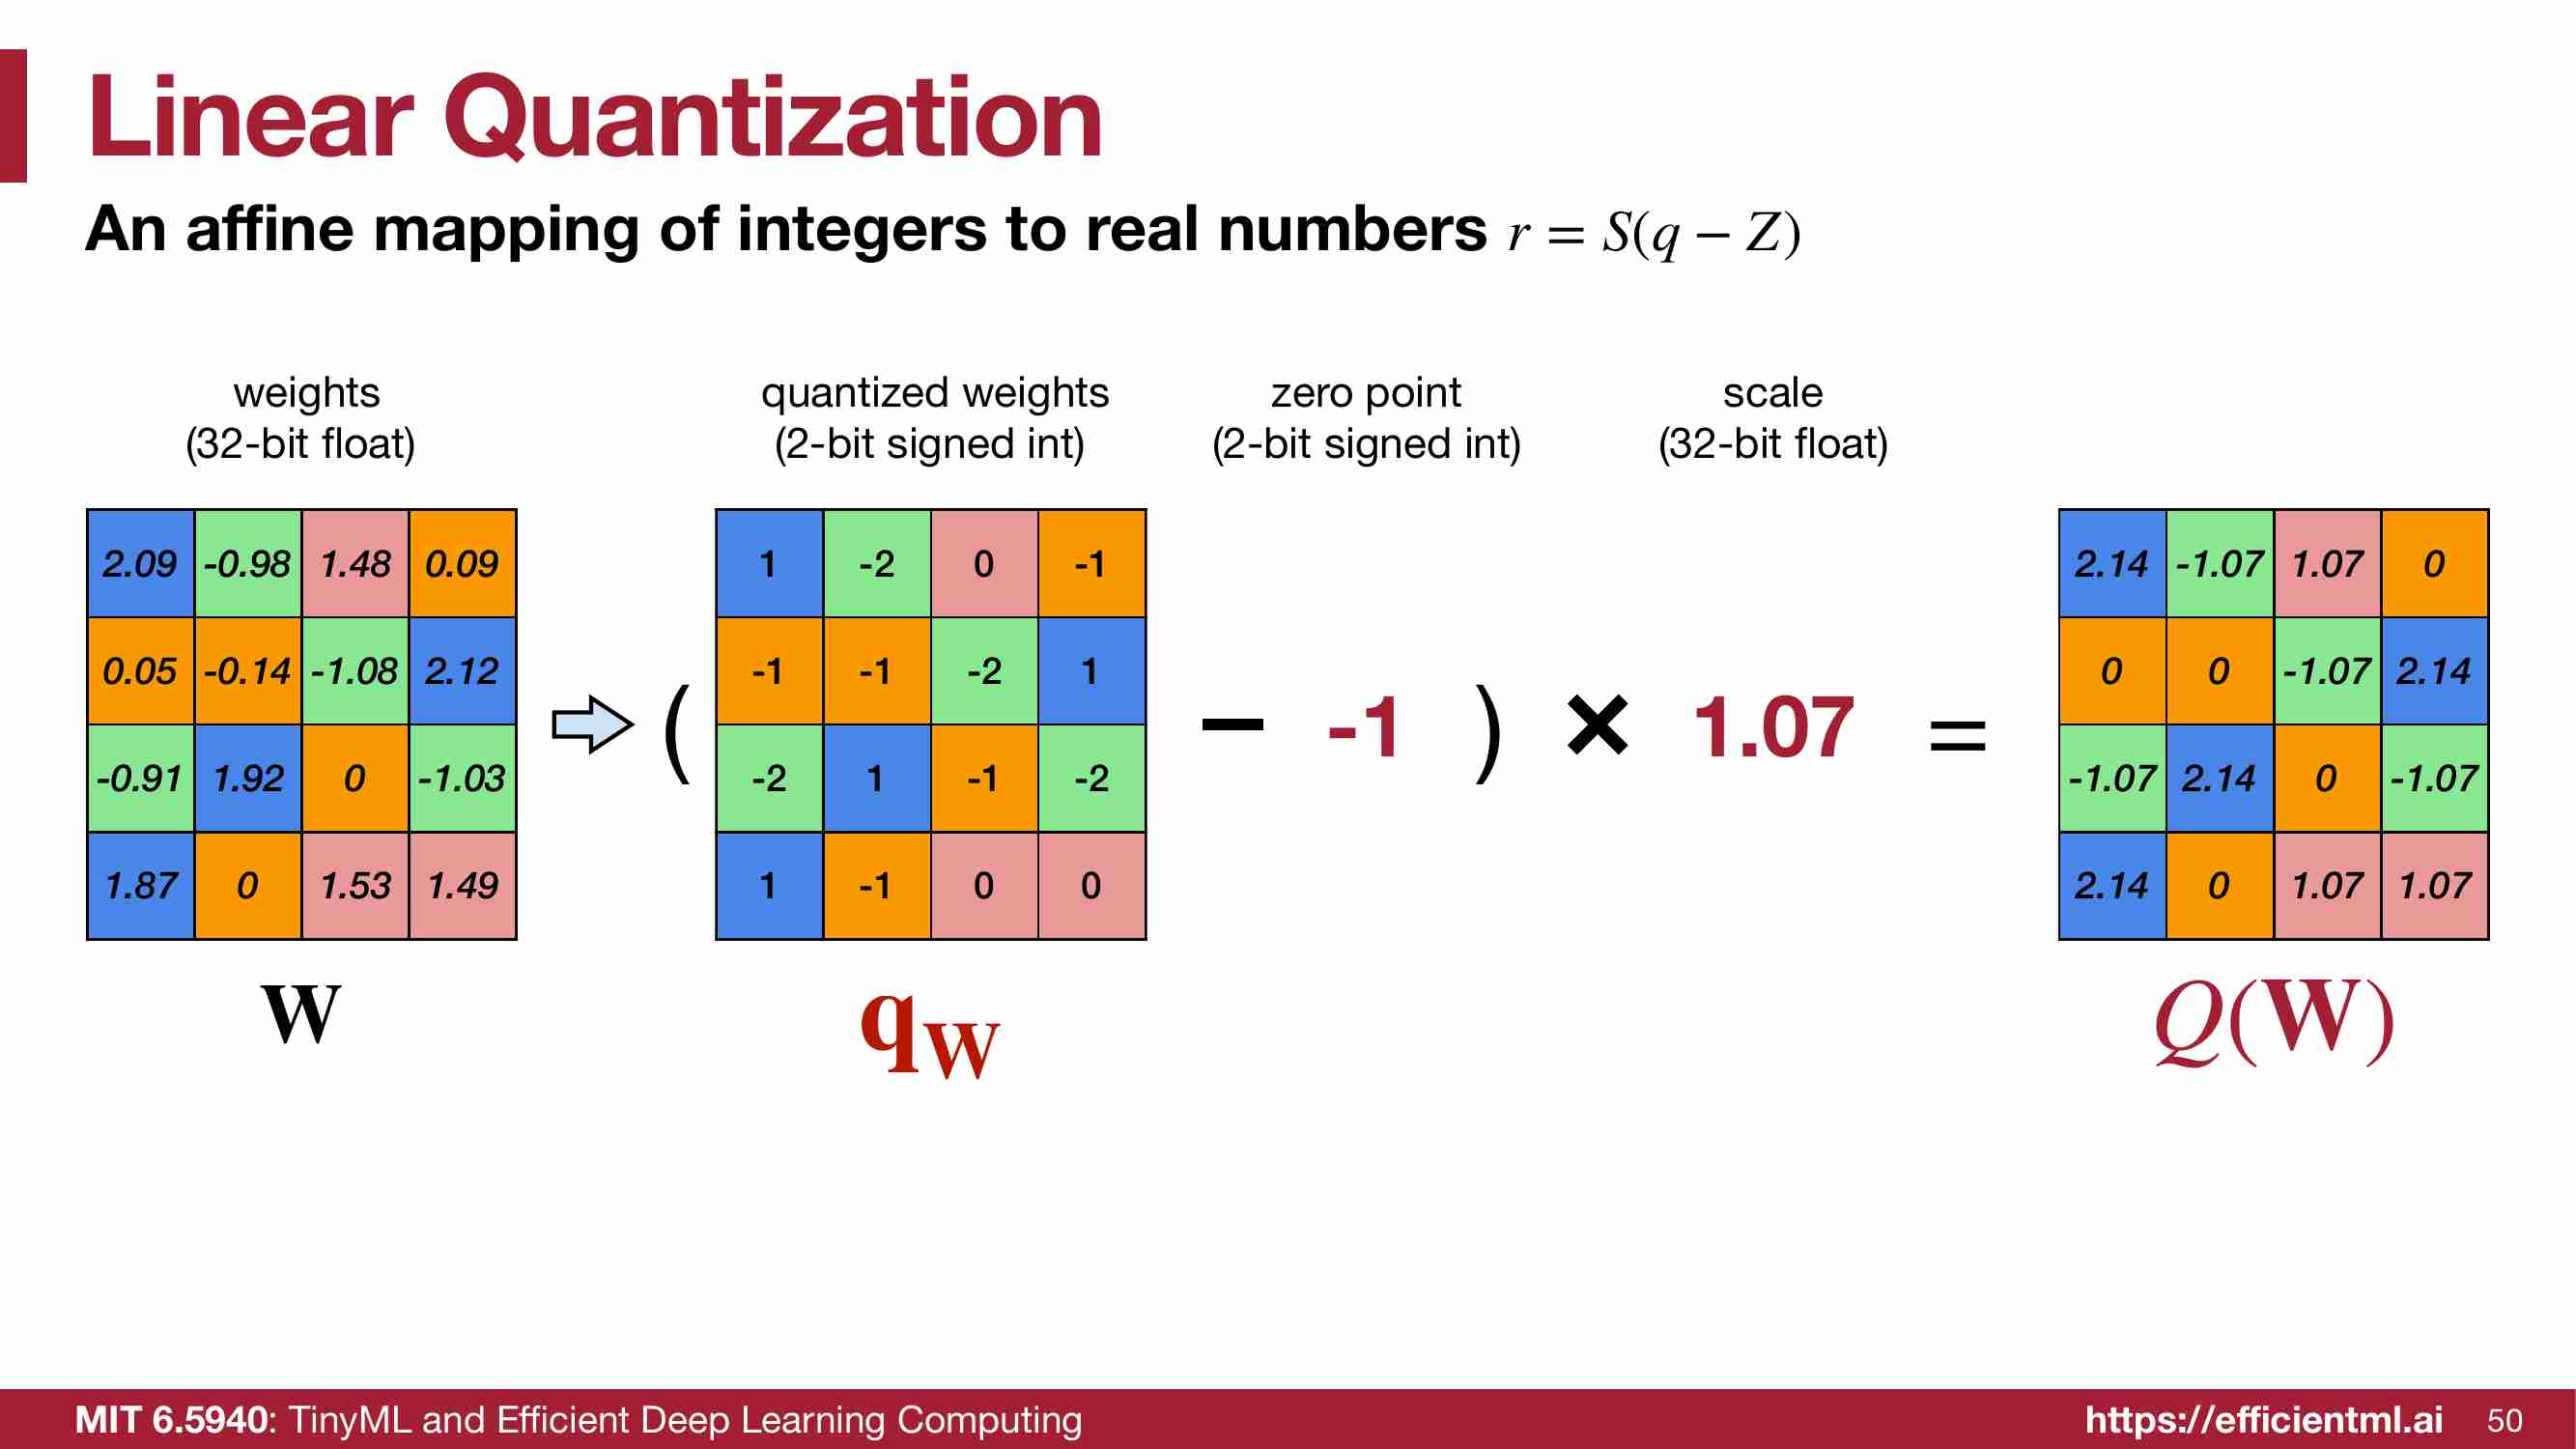 Linear Quantization
An affine mapping of integers to real numbers r = S(q − Z)
weights
(32-bit float)
quantized weights
(2-bit signed int)
zero point
(2-bit signed int)
scale
(32-bit float)
2.09 -0.98 1.48 0.09
0.05 -0.14 -1.08 2.12
-0.91 1.92 0 -1.03
1.87 0 1.53 1.49
(
1 -2 0 -1
-1 -1 -2 1
-2 1 -1 -2
1 -1 0 0
− -1 ) × 1.07 =
2.14 -1.07 1.07 0
0 0 -1.07 2.14
-1.07 2.14 0 -1.07
2.14 0 1.07 1.07
W
qW
Q(W)
MIT 6.5940: TinyML and Efficient Deep Learning Computing
https://efficientml.ai
50